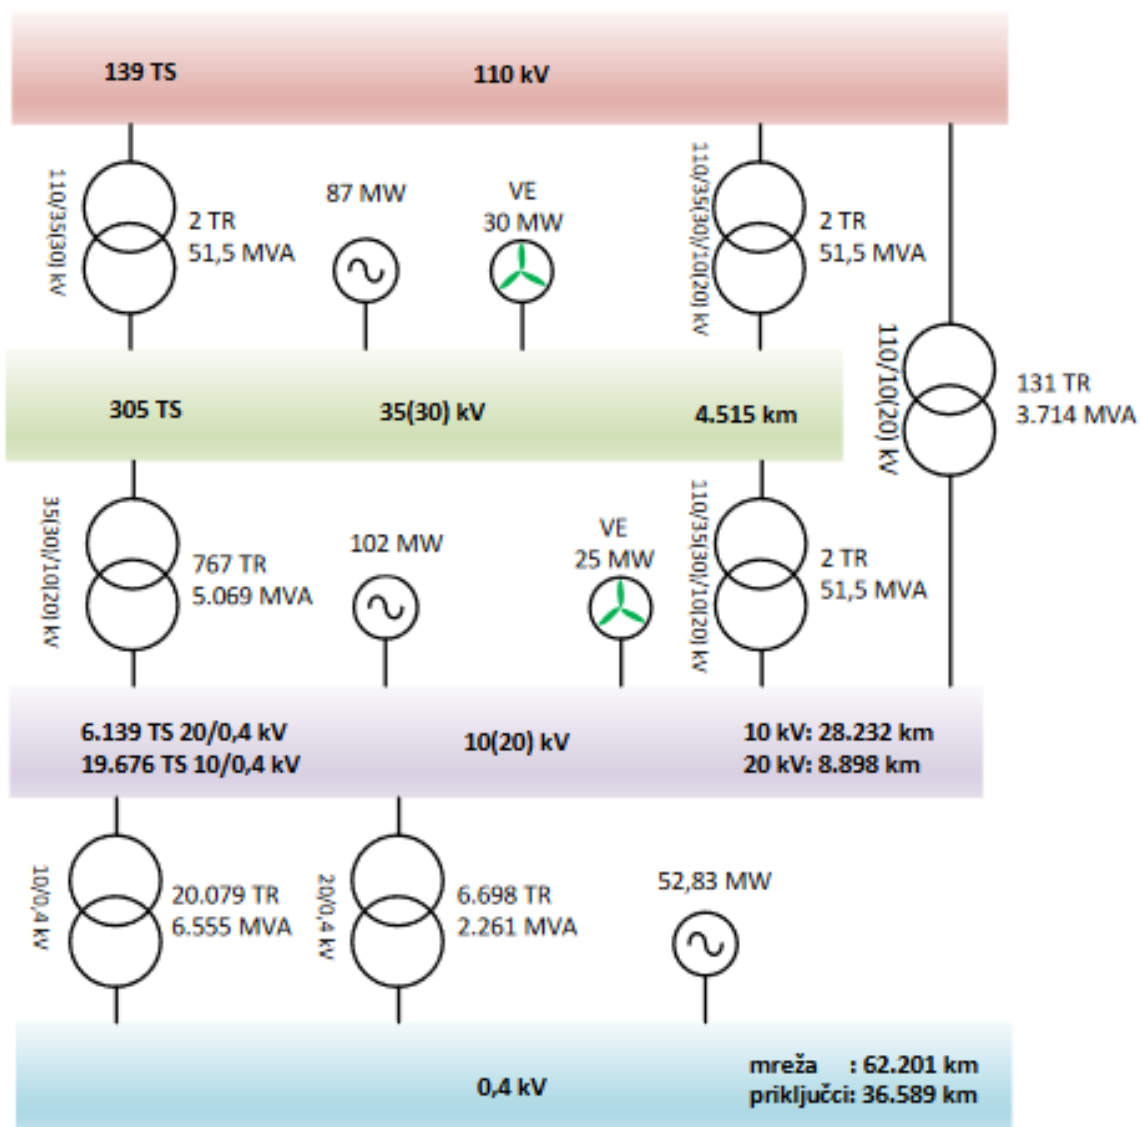 139 TS
110 kV
110/35(30) kV
2 TR
51,5 MVA
87 MW
VE
30 MW
110/35(30)/10(20) kV
2 TR
51,5 MVA
110/10(20) kV
131 TR
3.714 MVA
305 TS
35(30) kV
4.515 km
35(30)/10(20) kV
767 TR
5.069 MVA
102 MW
VE
25 MW
110/35(30)/10(20) kV
2 TR
51,5 MVA
6.139 TS 20/0,4 kV
19.676 TS 10/0,4 kV
10(20) kV
10 kV: 28.232 km
20 kV: 8.898 km
10/0,4 kV
20.079 TR
6.555 MVA
20/0,4 kV
6.698 TR
2.261 MVA
52,83 MW
0,4 kV
mreža : 62.201 km
priključci: 36.589 km